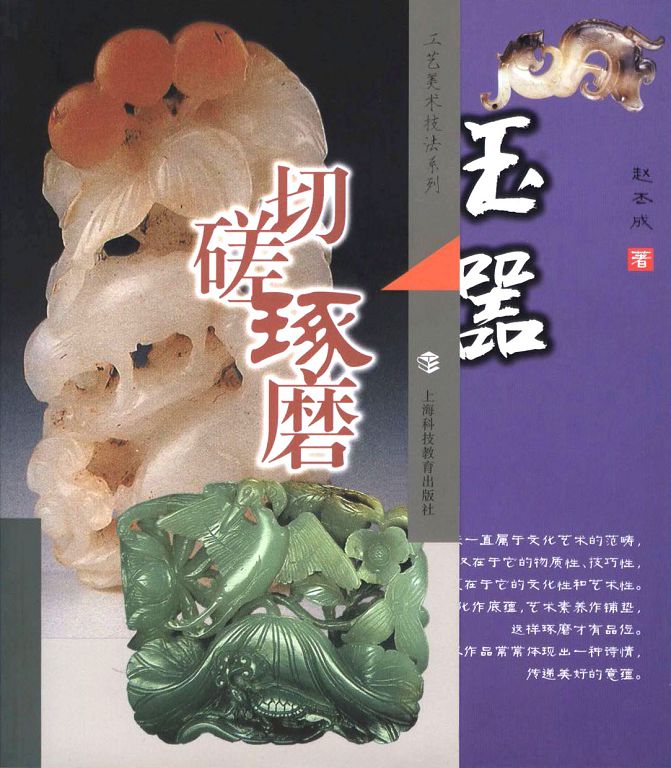 工艺美术技法系列
切磋
琢磨
玉器
赵丕成
著
上海科技教育出版社
一直属于文化艺术的范畴，
又在于它的物质性、技巧性，
在于它的文化性和艺术性。
化作底蕴，艺术素养作铺垫，
这样琢磨才有品位。
作品常常体现出一种诗情，
传递美好的意蕴。